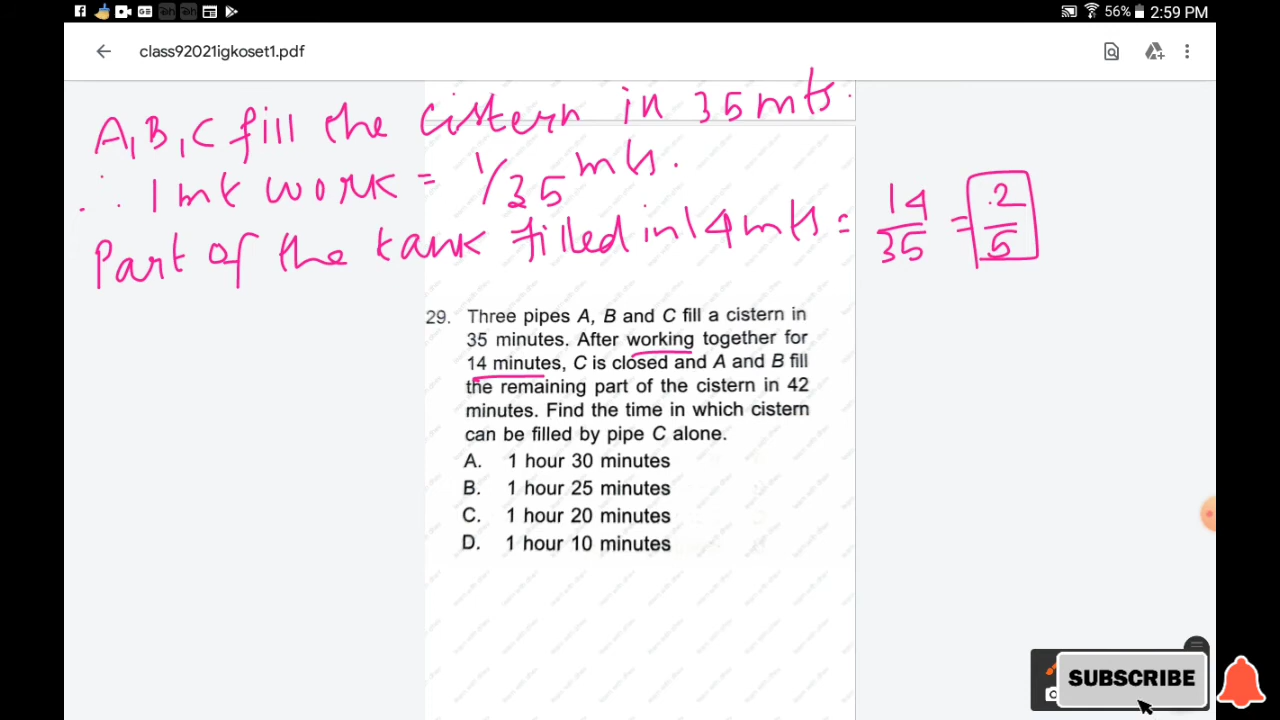 56% 2:59 PM
class92021igkoset1.pdf
A, B, C fill the cistern in 35 mts.
∴ 1 mt work = 1/35 mts.
Part of the tank filled in 14 mts = 14/35 = 2/5
29. Three pipes A, B and C fill a cistern in
35 minutes. After working together for
14 minutes, C is closed and A and B fill
the remaining part of the cistern in 42
minutes. Find the time in which cistern
can be filled by pipe C alone.
A. 1 hour 30 minutes
B. 1 hour 25 minutes
C. 1 hour 20 minutes
D. 1 hour 10 minutes
SUBSCRIBE